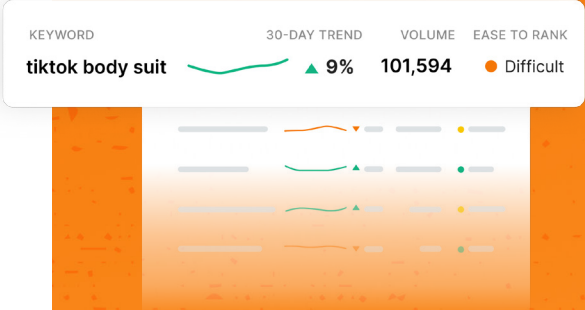 KEYWORD 30-DAY TREND VOLUME EASE TO RANK
tiktok body suit 9% 101,594 Difficult